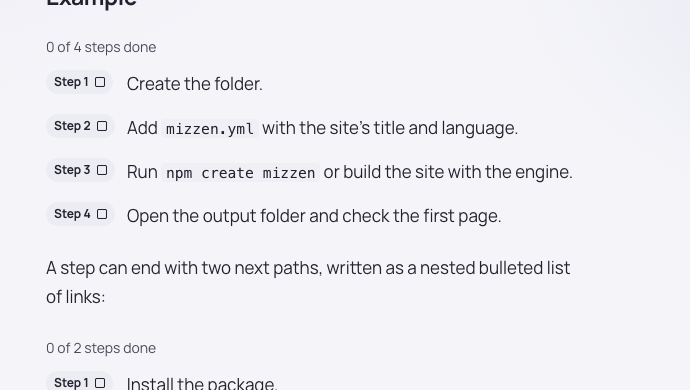 Example
0 of 4 steps done
Step 1 Create the folder.
Step 2 Add mizzen.yml with the site's title and language.
Step 3 Run npm create mizzen or build the site with the engine.
Step 4 Open the output folder and check the first page.
A step can end with two next paths, written as a nested bulleted list
of links:
0 of 2 steps done
Step 1 Install the package.